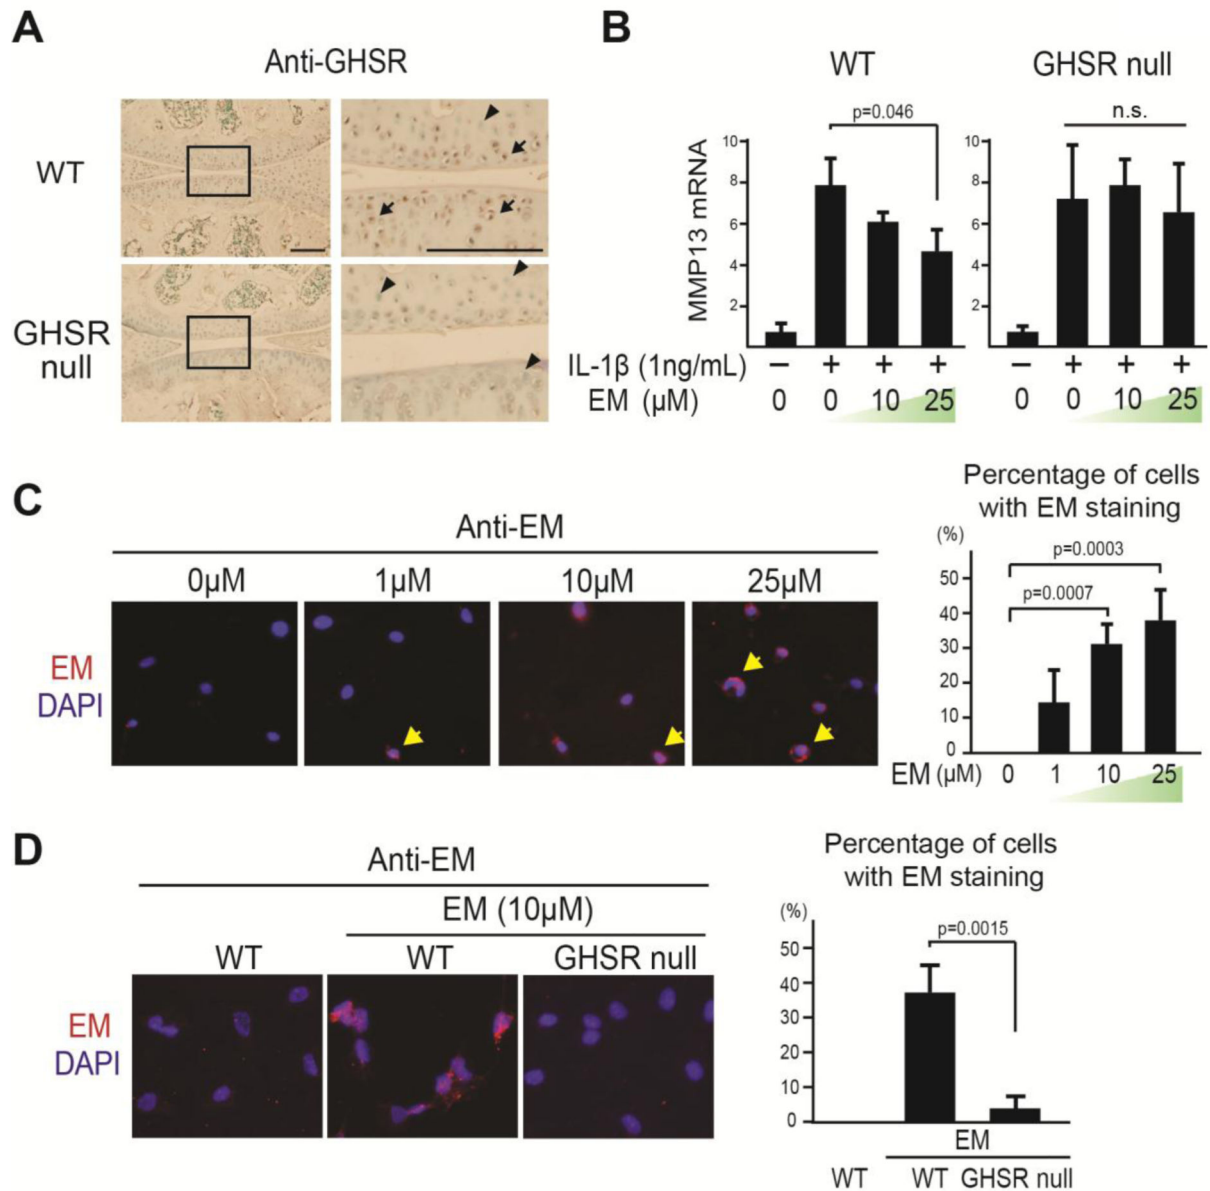 A
Anti-GHSR
WT
GHSR
null
B
WT
GHSR null
p=0.046
n.s.
MMP13 mRNA
10
8
6
4
2
10
8
6
4
2
IL-1β (1ng/mL)
− + + +
− + + +
EM (μM)
0 0 10 25
0 0 10 25
C
Anti-EM
0μM 1μM 10μM 25μM
EM
DAPI
Percentage of cells
with EM staining
(%)
p=0.0003
p=0.0007
50
40
30
20
10
0
EM (μM) 0 1 10 25
D
Anti-EM
EM (10μM)
WT WT GHSR null
EM
DAPI
Percentage of cells
with EM staining
(%)
p=0.0015
50
40
30
20
10
0
EM
WT WT GHSR null